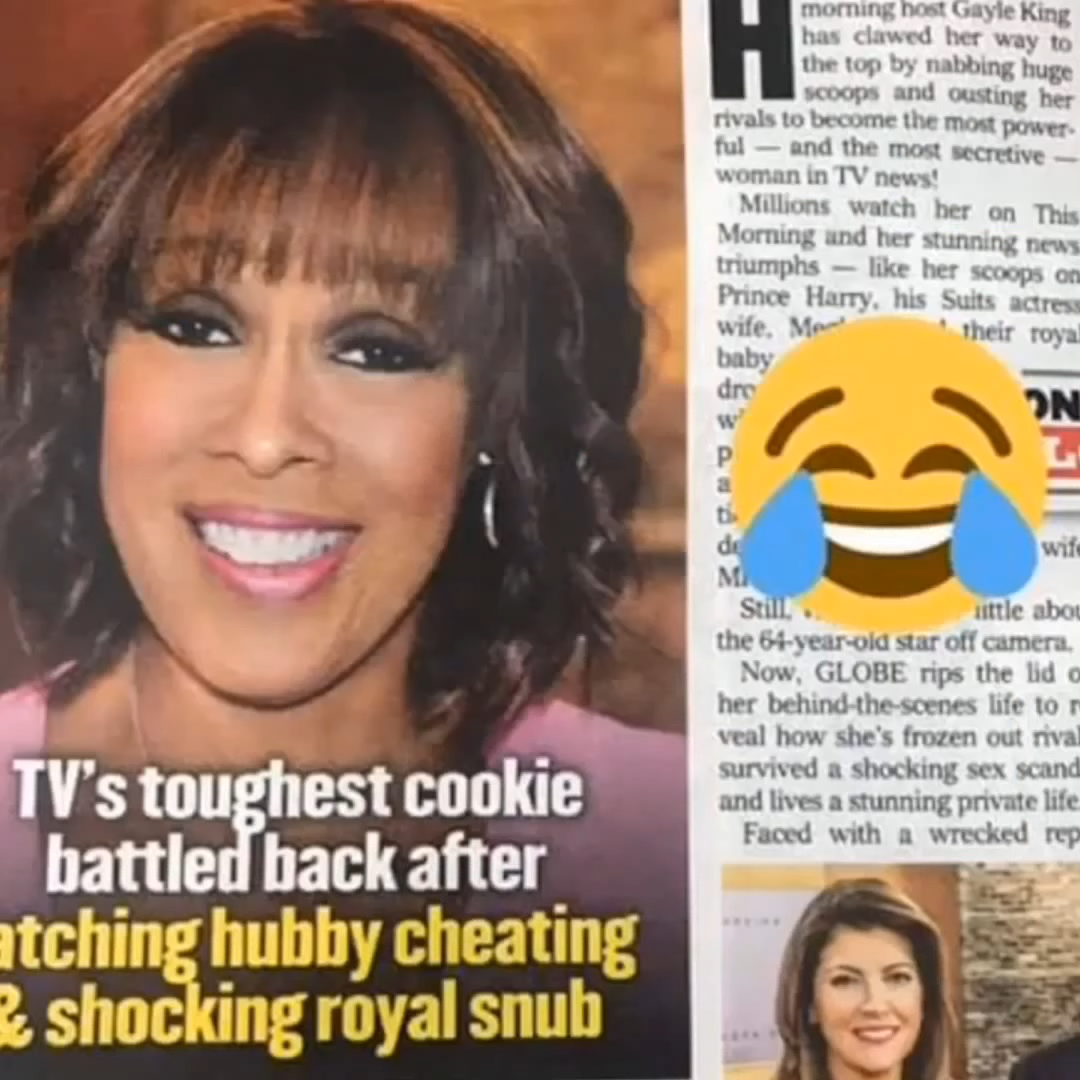 TV's toughest cookie
battled back after
atching hubby cheating
& shocking royal snub
H
morning host Gayle King
has clawed her way to
the top by nabbing huge
scoops and ousting her
rivals to become the most power-
ful — and the most secretive —
woman in TV news!
Millions watch her on This
Morning and her stunning news
triumphs — like her scoops on
Prince Harry, his Suits actress
wife, their royal
baby
wife
Still, little abou
the 64-year-old star off camera.
Now, GLOBE rips the lid o
her behind-the-scenes life to r
veal how she's frozen out rival
survived a shocking sex scand
and lives a stunning private life
Faced with a wrecked rep
ON